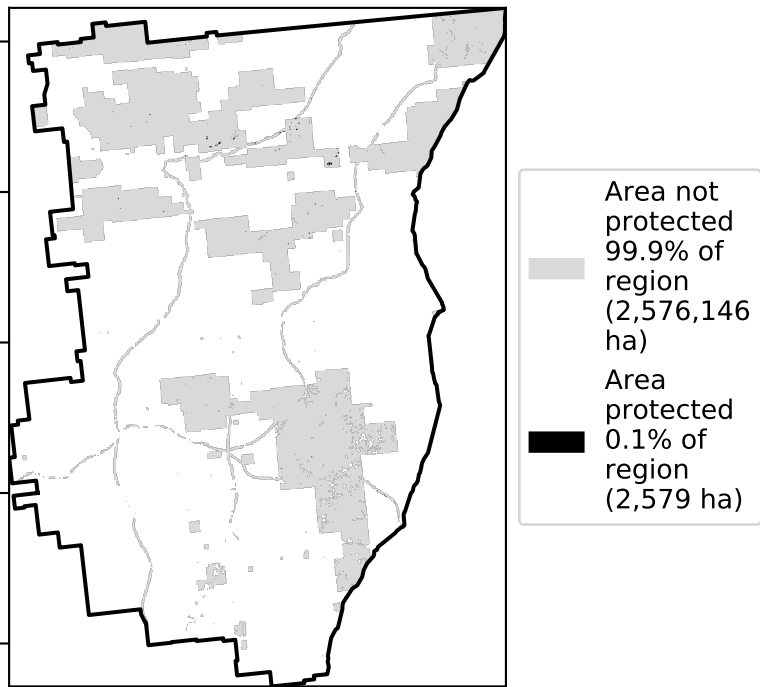 Area not
protected
99.9% of
region
(2,576,146
ha)
Area
protected
0.1% of
region
(2,579 ha)